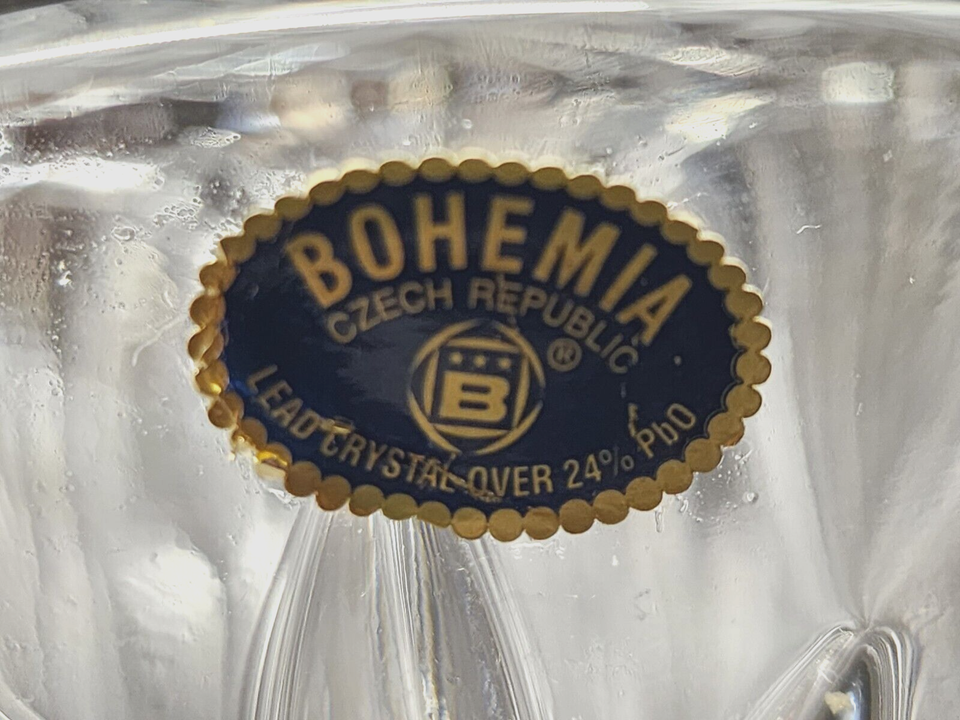 BOHEMIA
CZECH REPUBLIC
®
B
LEAD CRYSTAL OVER 24% PbO